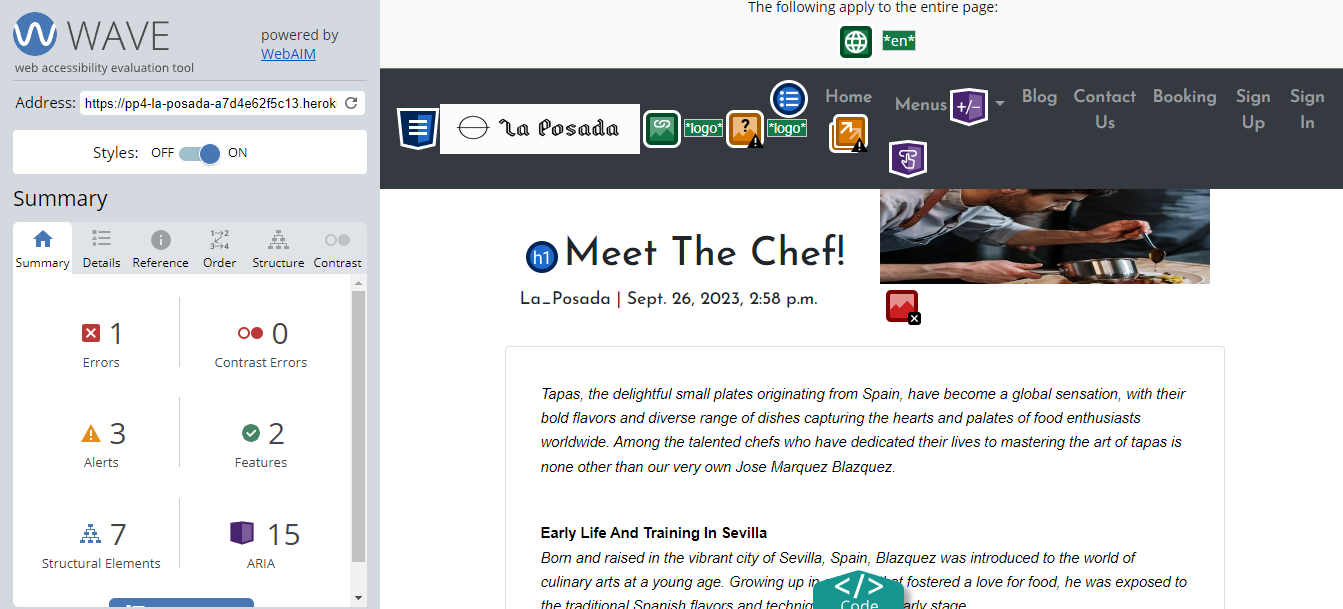 WAVE
powered by
WebAIM
web accessibility evaluation tool
Address: https://pp4-la-posada-a7d4e62f5c13.herok
Styles: OFF ON
Summary
1 2
3 4
Summary Details Reference Order Structure Contrast
1 0
Errors Contrast Errors
3 2
Alerts Features
7 15
Structural Elements ARIA
The following apply to the entire page:
*en*
La Posada *logo* ? *logo*
Home Menus +/- Blog Contact Us Booking Sign Up Sign In
h1 Meet The Chef!
La_Posada | Sept. 26, 2023, 2:58 p.m.
Tapas, the delightful small plates originating from Spain, have become a global sensation, with their
bold flavors and diverse range of dishes capturing the hearts and palates of food enthusiasts
worldwide. Among the talented chefs who have dedicated their lives to mastering the art of tapas is
none other than our very own Jose Marquez Blazquez.
Early Life And Training In Sevilla
Born and raised in the vibrant city of Sevilla, Spain, Blazquez was introduced to the world of
culinary arts at a young age. Growing up in fostered a love for food, he was exposed to
the traditional Spanish flavors and early stage.
</> Code